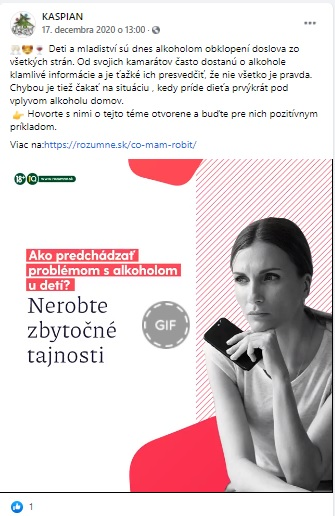 KASPIAN
17. decembra 2020 o 13:00 ·
🥂😎🍷 Deti a mladiství sú dnes alkoholom obklopení doslova zo
všetkých strán. Od svojich kamarátov často dostanú o alkohole
klamlivé informácie a je ťažké ich presvedčiť, že nie všetko je pravda.
Chybou je tiež čakať na situáciu , kedy príde dieťa prvýkrát pod
vplyvom alkoholu domov.
👉 Hovorte s nimi o tejto téme otvorene a buďte pre nich pozitívnym
príkladom.
Viac na:https://rozumne.sk/co-mam-robit/
18+ IQ www.rozumne.sk
Ako predchádzať
problémom s alkoholom
u detí?
Nerobte
zbytočné
tajnosti
GIF
1